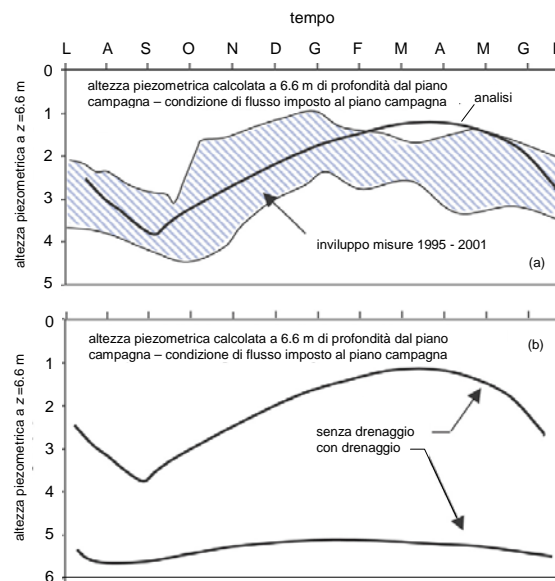 tempo
L A S O N D G F M A M G
altezza piezometrica a z =6.6 m
0
1
2
3
4
5
altezza piezometrica calcolata a 6.6 m di profondità dal piano
campagna – condizione di flusso imposto al piano campagna
analisi
inviluppo misure 1995 - 2001
(a)
altezza piezometrica a z=6.6 m
0
1
2
3
4
5
6
altezza piezometrica calcolata a 6.6 m di profondità dal piano
campagna – condizione di flusso imposto al piano campagna
(b)
senza drenaggio
con drenaggio